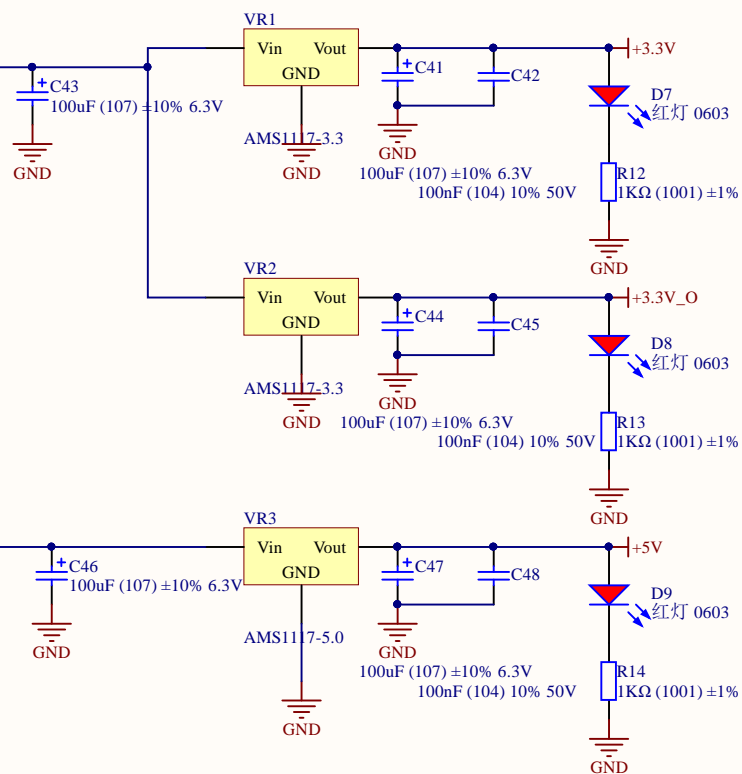 VR1
Vin Vout
GND
AMS1117-3.3
GND
C43
100uF (107) ±10% 6.3V
GND
C41
C42
GND
100uF (107) ±10% 6.3V
100nF (104) 10% 50V
+3.3V
D7
红灯 0603
R12
1KΩ (1001) ±1%
GND
VR2
Vin Vout
GND
AMS1117-3.3
GND
C44
C45
GND
100uF (107) ±10% 6.3V
100nF (104) 10% 50V
+3.3V_O
D8
红灯 0603
R13
1KΩ (1001) ±1%
GND
VR3
Vin Vout
GND
AMS1117-5.0
GND
C46
100uF (107) ±10% 6.3V
GND
C47
C48
GND
100uF (107) ±10% 6.3V
100nF (104) 10% 50V
+5V
D9
红灯 0603
R14
1KΩ (1001) ±1%
GND